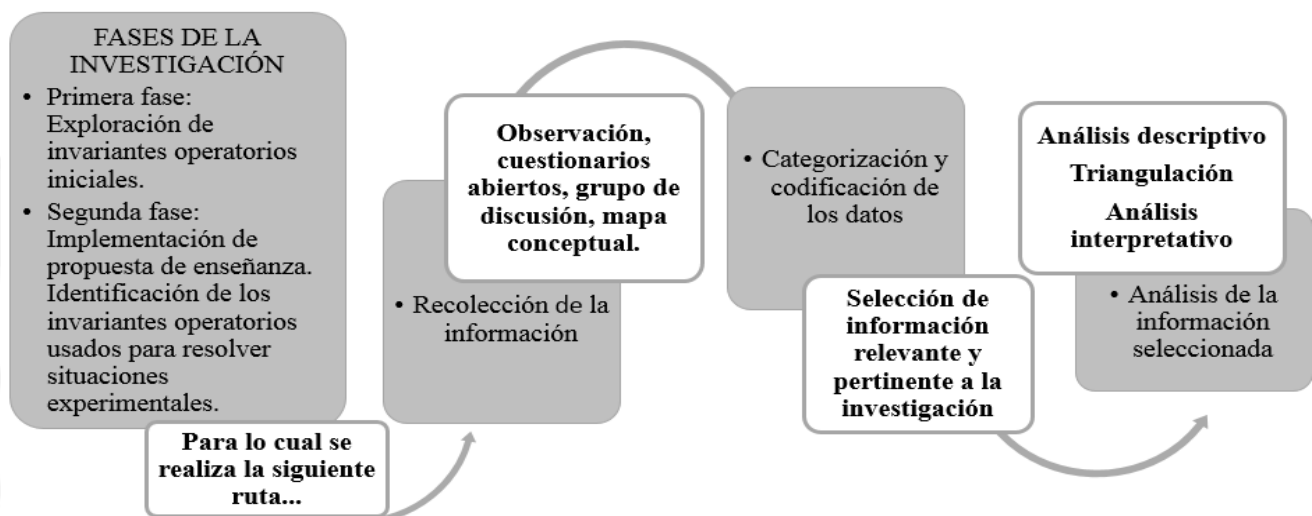 FASES DE LA
INVESTIGACIÓN
• Primera fase:
Exploración de
invariantes operatorios
iniciales.
• Segunda fase:
Implementación de
propuesta de enseñanza.
Identificación de los
invariantes operatorios
usados para resolver
situaciones
experimentales.
Para lo cual se
realiza la siguiente
ruta...
Observación,
cuestionarios
abiertos, grupo de
discusión, mapa
conceptual.
• Recolección de la
información
• Categorización y
codificación de
los datos
Selección de
información
relevante y
pertinente a la
investigación
Análisis descriptivo
Triangulación
Análisis
interpretativo
• Análisis de la
información
seleccionada